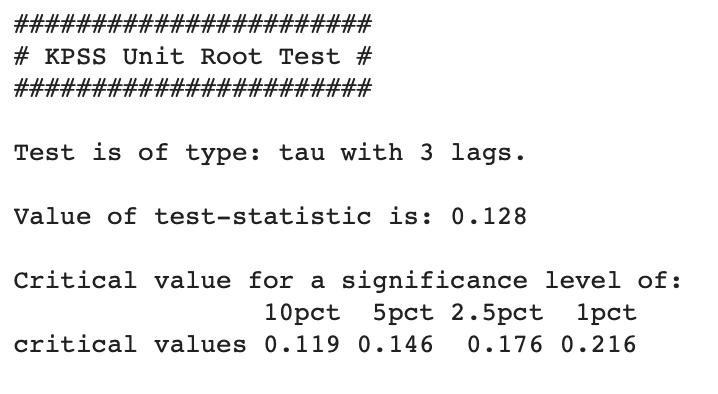 #######################
# KPSS Unit Root Test #
#######################
Test is of type: tau with 3 lags.
Value of test-statistic is: 0.128
Critical value for a significance level of:
10pct 5pct 2.5pct 1pct
critical values 0.119 0.146 0.176 0.216